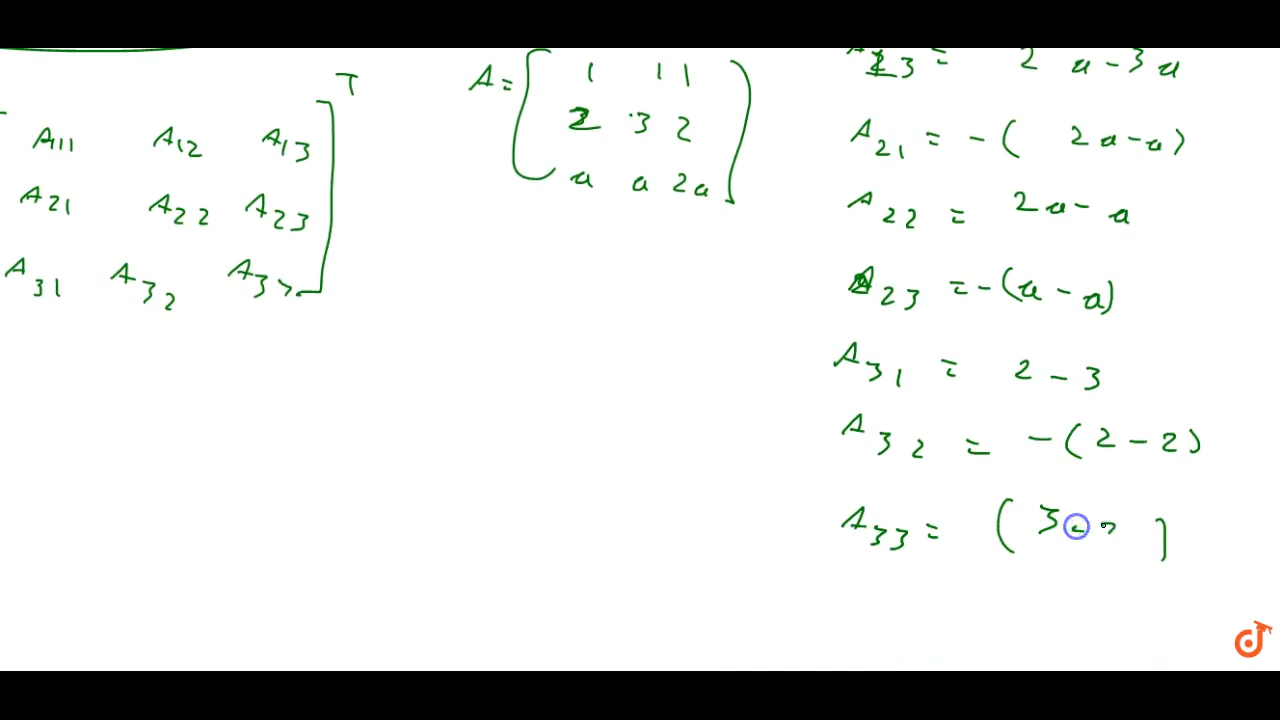 T
A11 A12 A13
A21 A22 A23
A31 A32 A33
A =
1 1 1
2 3 2
a a 2a
A13 = 2a - 3a
A21 = - ( 2a - a )
A22 = 2a - a
A23 = - (a - a)
A31 = 2 - 3
A32 = - ( 2 - 2 )
A33 = ( 3 -